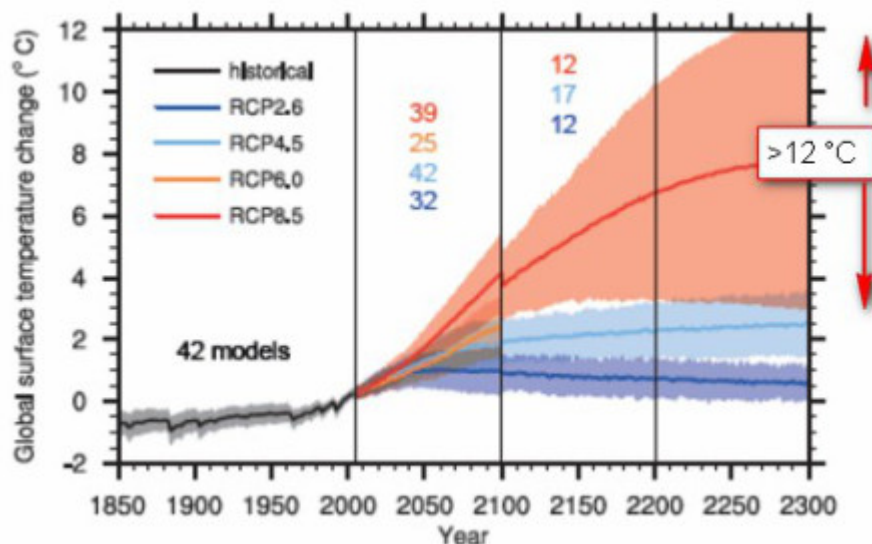 Global surface temperature change (°C)
12
10
8
6
4
2
0
-2
historical
RCP2.6
RCP4.5
RCP6.0
RCP8.5
42 models
39
25
42
32
12
17
12
>12 °C
1850
1900
1950
2000
2050
2100
2150
2200
2250
2300
Year